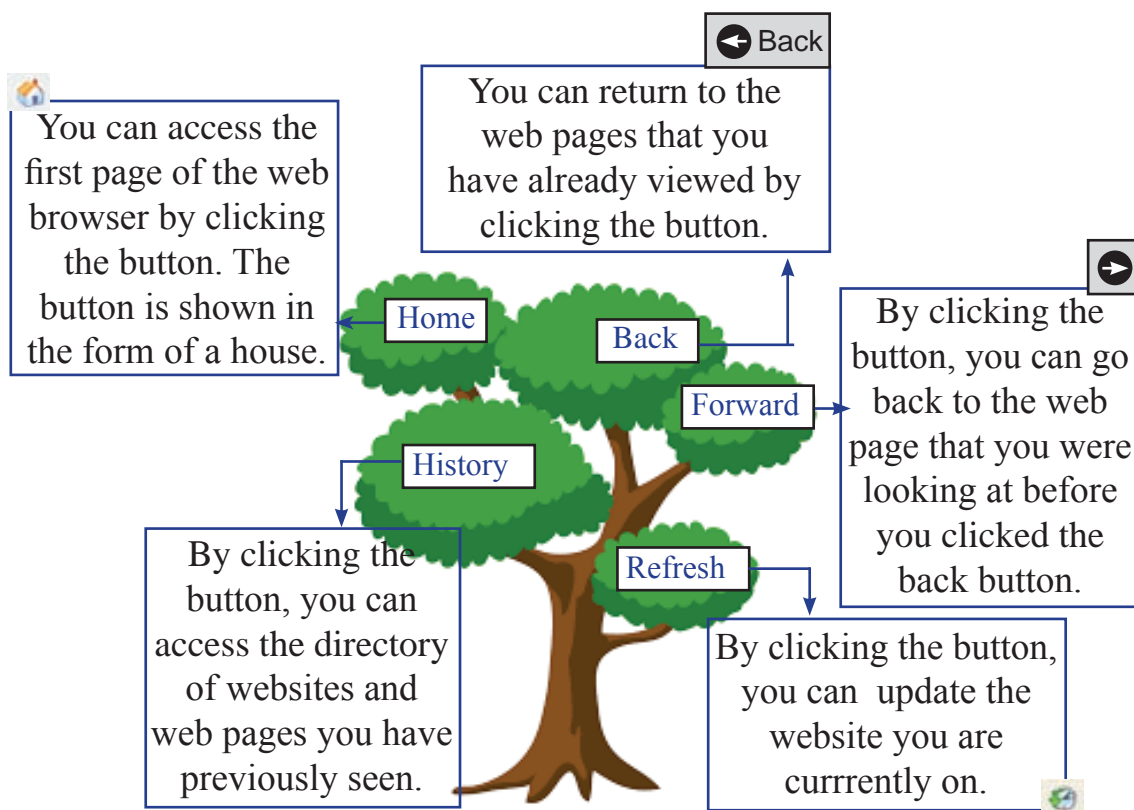 Back
You can return to the
web pages that you
have already viewed by
clicking the button.
You can access the
first page of the web
browser by clicking
the button. The
button is shown in
the form of a house.
Home
Back
Forward
By clicking the
button, you can go
back to the web
page that you were
looking at before
you clicked the
back button.
History
By clicking the
button, you can
access the directory
of websites and
web pages you have
previously seen.
Refresh
By clicking the button,
you can update the
website you are
currrently on.